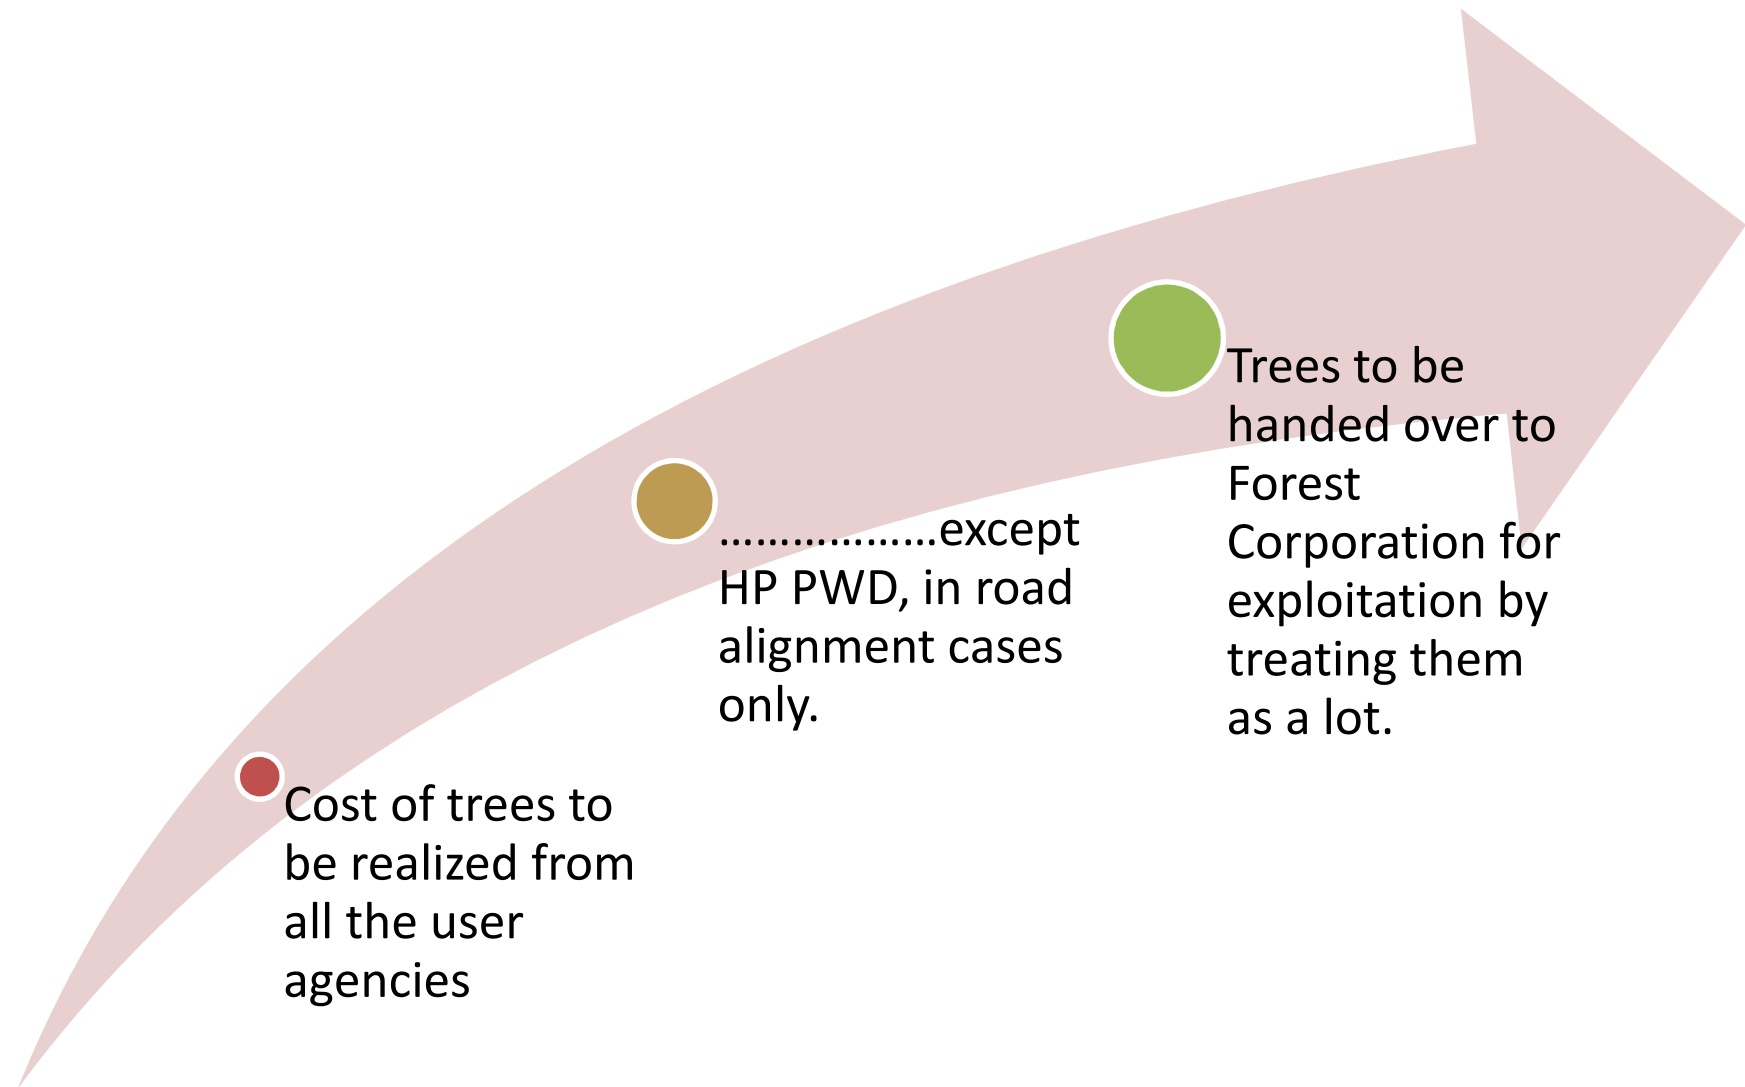 Cost of trees to
be realized from
all the user
agencies
………………except
HP PWD, in road
alignment cases
only.
Trees to be
handed over to
Forest
Corporation for
exploitation by
treating them
as a lot.